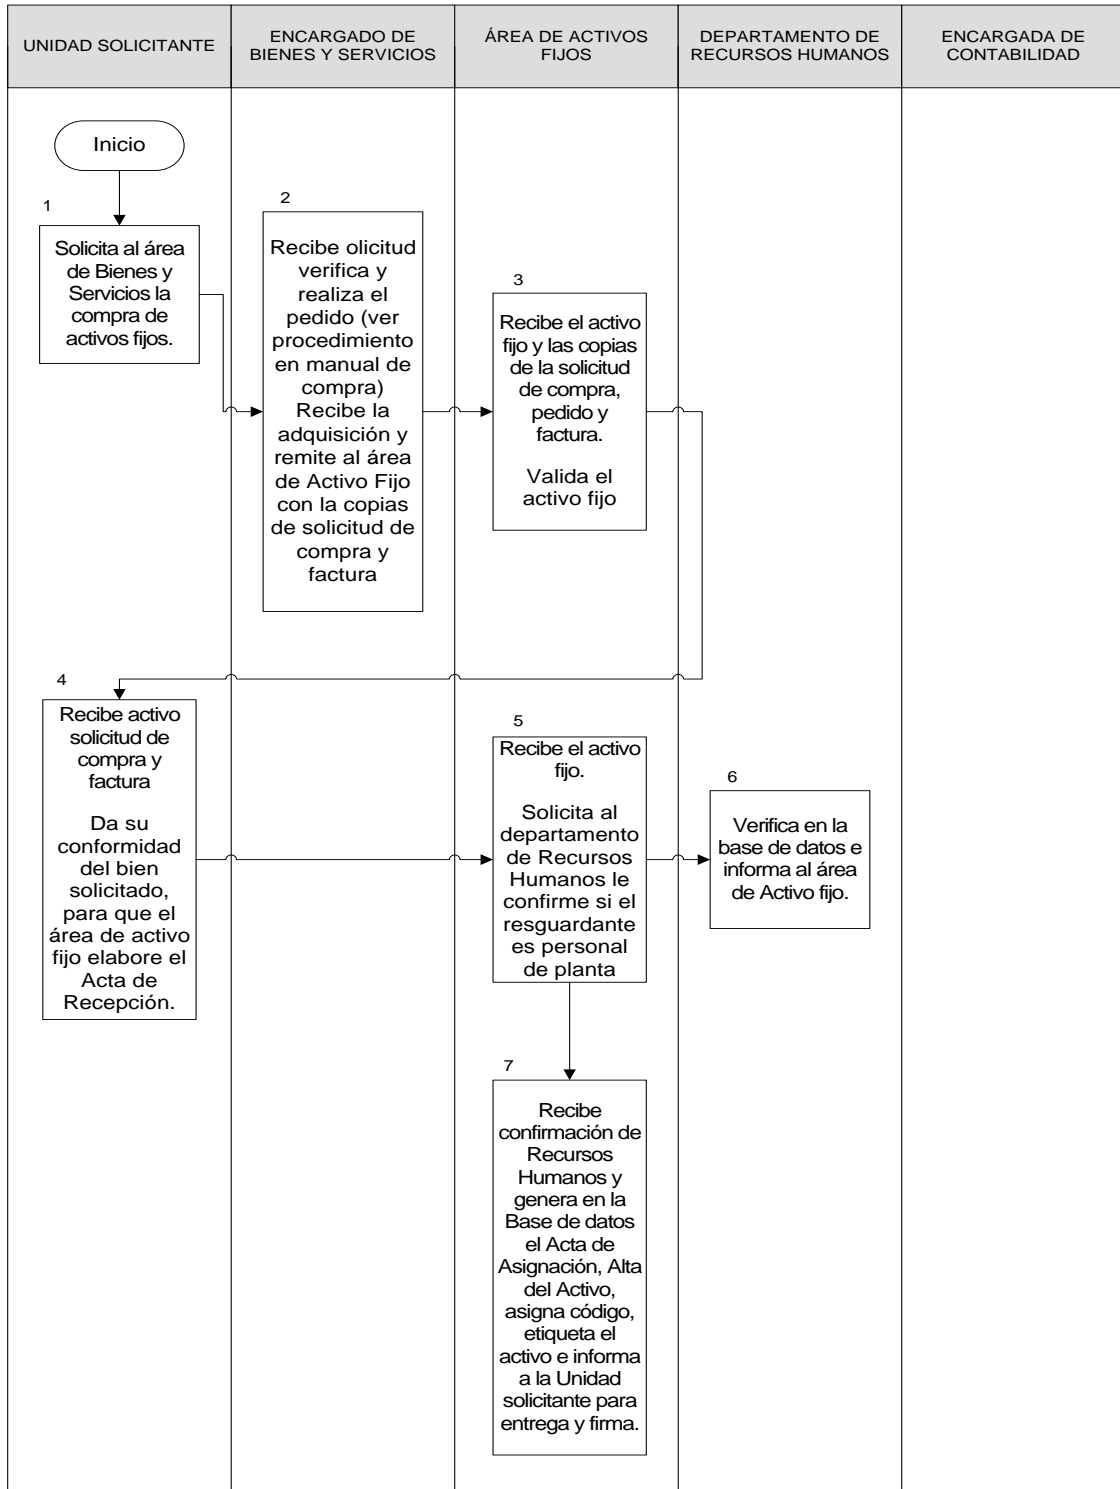 UNIDAD SOLICITANTE
ENCARGADO DE
BIENES Y SERVICIOS
ÁREA DE ACTIVOS
FIJOS
DEPARTAMENTO DE
RECURSOS HUMANOS
ENCARGADA DE
CONTABILIDAD
Inicio
1
Solicita al área
de Bienes y
Servicios la
compra de
activos fijos.
2
Recibe olicitud
verifica y
realiza el
pedido (ver
procedimiento
en manual de
compra)
Recibe la
adquisición y
remite al área
de Activo Fijo
con la copias
de solicitud de
compra y
factura
3
Recibe el activo
fijo y las copias
de la solicitud
de compra,
pedido y
factura.
Valida el
activo fijo
4
Recibe activo
solicitud de
compra y
factura
Da su
conformidad
del bien
solicitado,
para que el
área de activo
fijo elabore el
Acta de
Recepción.
5
Recibe el activo
fijo.
Solicita al
departamento
de Recursos
Humanos le
confirme si el
resguardante
es personal
de planta
6
Verifica en la
base de datos e
informa al área
de Activo fijo.
7
Recibe
confirmación de
Recursos
Humanos y
genera en la
Base de datos
el Acta de
Asignación, Alta
del Activo,
asigna código,
etiqueta el
activo e informa
a la Unidad
solicitante para
entrega y firma.